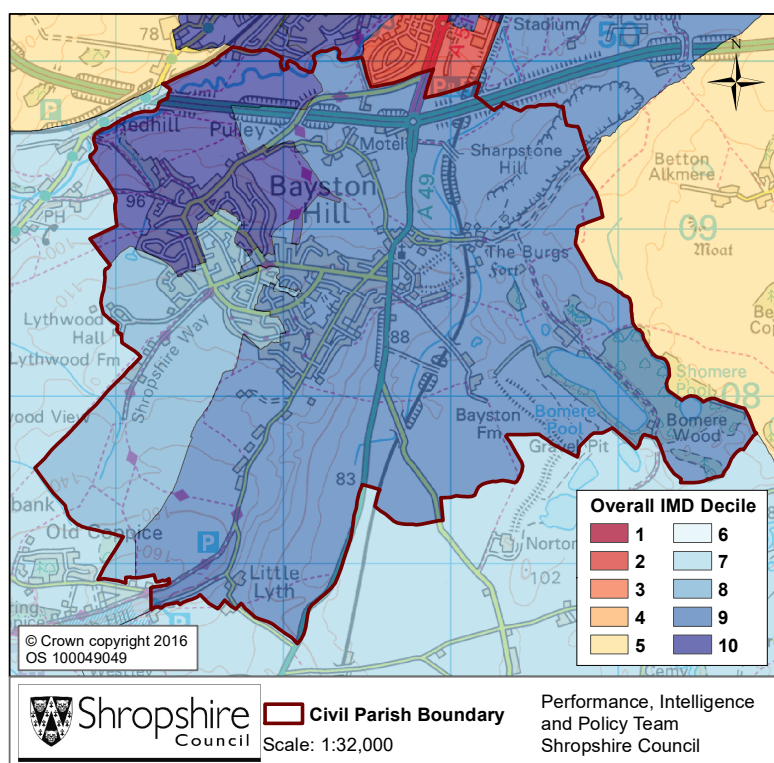 Stadium
Sutton
50
78
N
P
Redhill
Pulley
Motel
Sharpstone
Hill
Betton
Alkmere
96
Bayston
Hill
A 49
PH
09
Moat
The Burgs
fort
Lythwood
Hall
Lythwood Fm
Shropshire Way
88
Shomere
Pool
08
wood View
Bayston
Fm
Bomere
Pool
Bomere
Wood
Gravel Pit
83
bank
Old Coppice
P
Norton
102
Little
Lyth
P
Overall IMD Decile
1 6
2 7
3 8
4 9
5 10
© Crown copyright 2016
OS 100049049
Shropshire
Council
Civil Parish Boundary
Scale: 1:32,000
Performance, Intelligence
and Policy Team
Shropshire Council